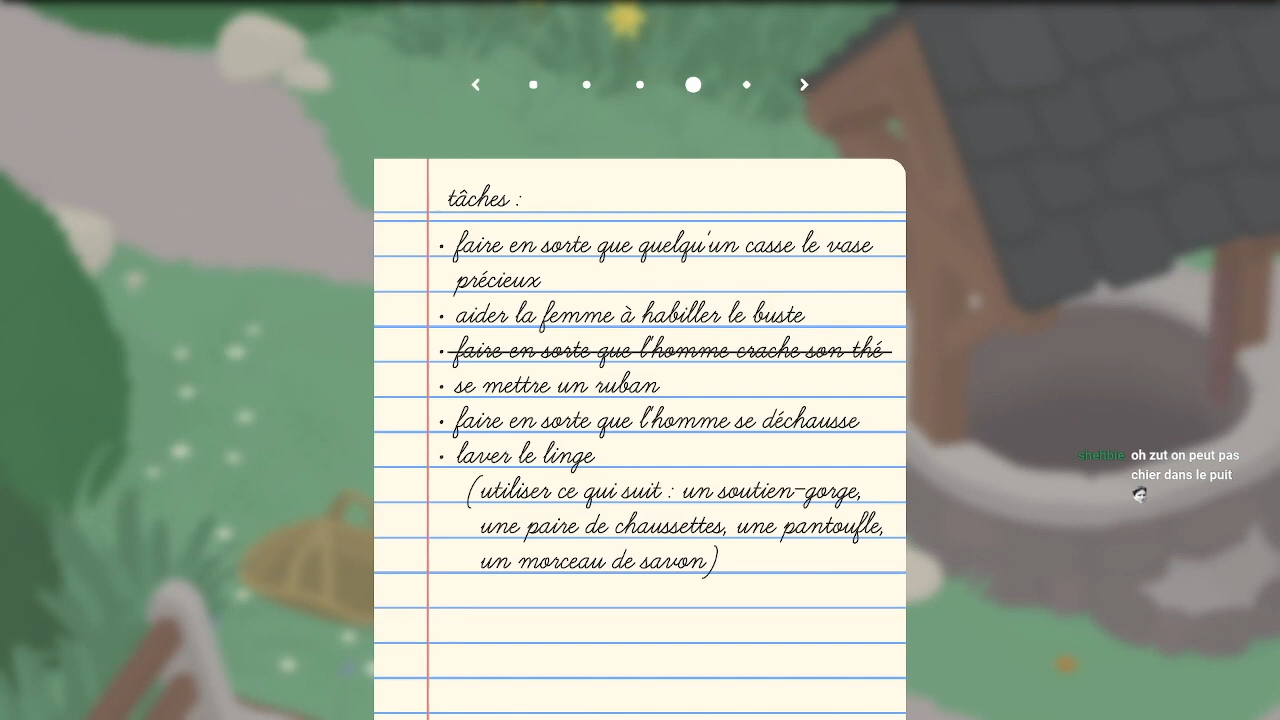 tâches :
• faire en sorte que quelqu'un casse le vase
précieux
• aider la femme à habiller le buste
• faire en sorte que l'homme crache son thé
• se mettre un ruban
• faire en sorte que l'homme se déchausse
• laver le linge
(utiliser ce qui suit : un soutien-gorge,
une paire de chaussettes, une pantoufle,
un morceau de savon)
shehbie oh zut on peut pas
chier dans le puit